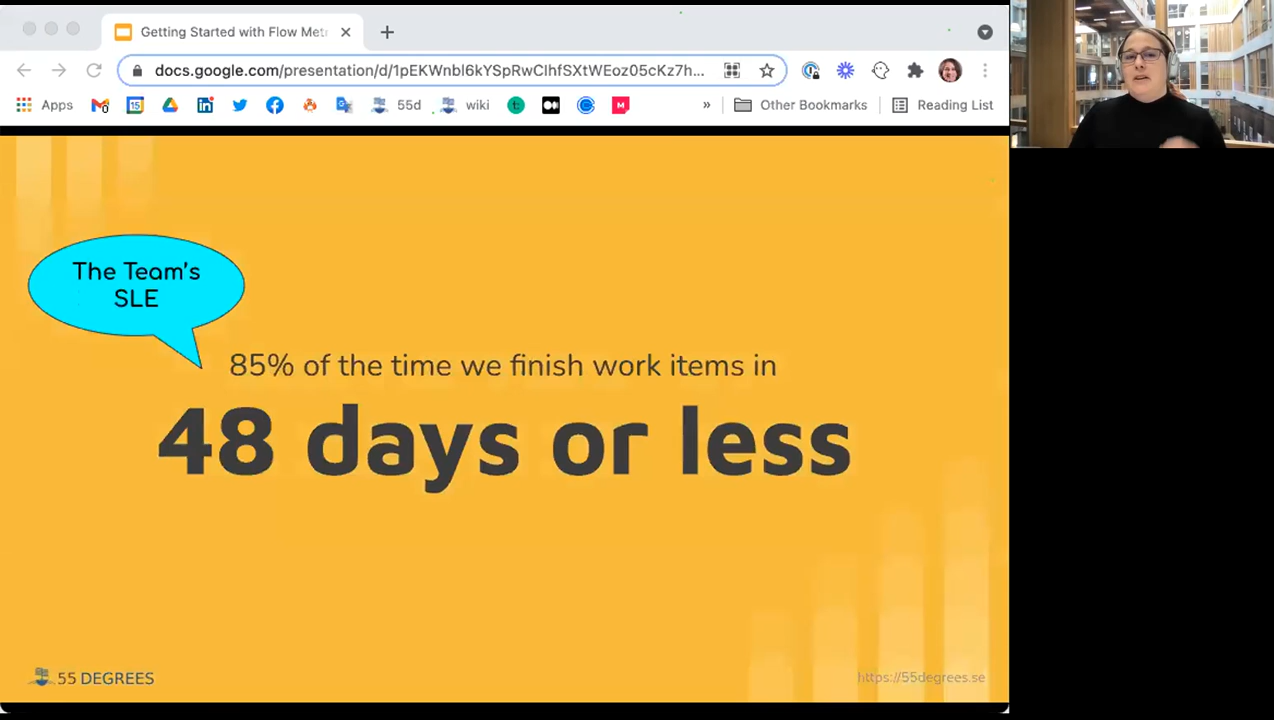 Getting Started with Flow Met
docs.google.com/presentation/d/1pEKWnbl6kYSpRwClhfSXtWEoz05cKz7h...
Apps
0
15
55d
wiki
t
M
»
Other Bookmarks
Reading List
The Team's
SLE
85% of the time we finish work items in
48 days or less
55 DEGREES
https://55degrees.se